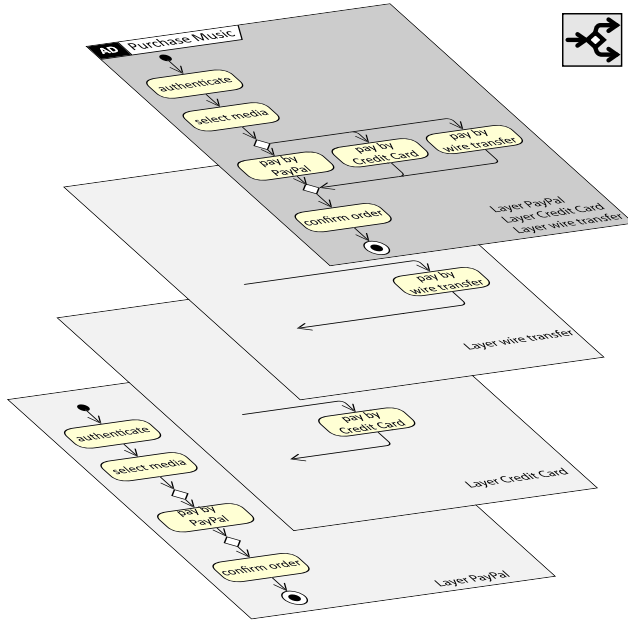 AD Purchase Music
authenticate
select media
pay by
PayPal
pay by
Credit Card
pay by
wire transfer
confirm order
Layer PayPal
Layer Credit Card
Layer wire transfer
pay by
wire transfer
Layer wire transfer
pay by
Credit Card
Layer Credit Card
authenticate
select media
pay by
PayPal
confirm order
Layer PayPal